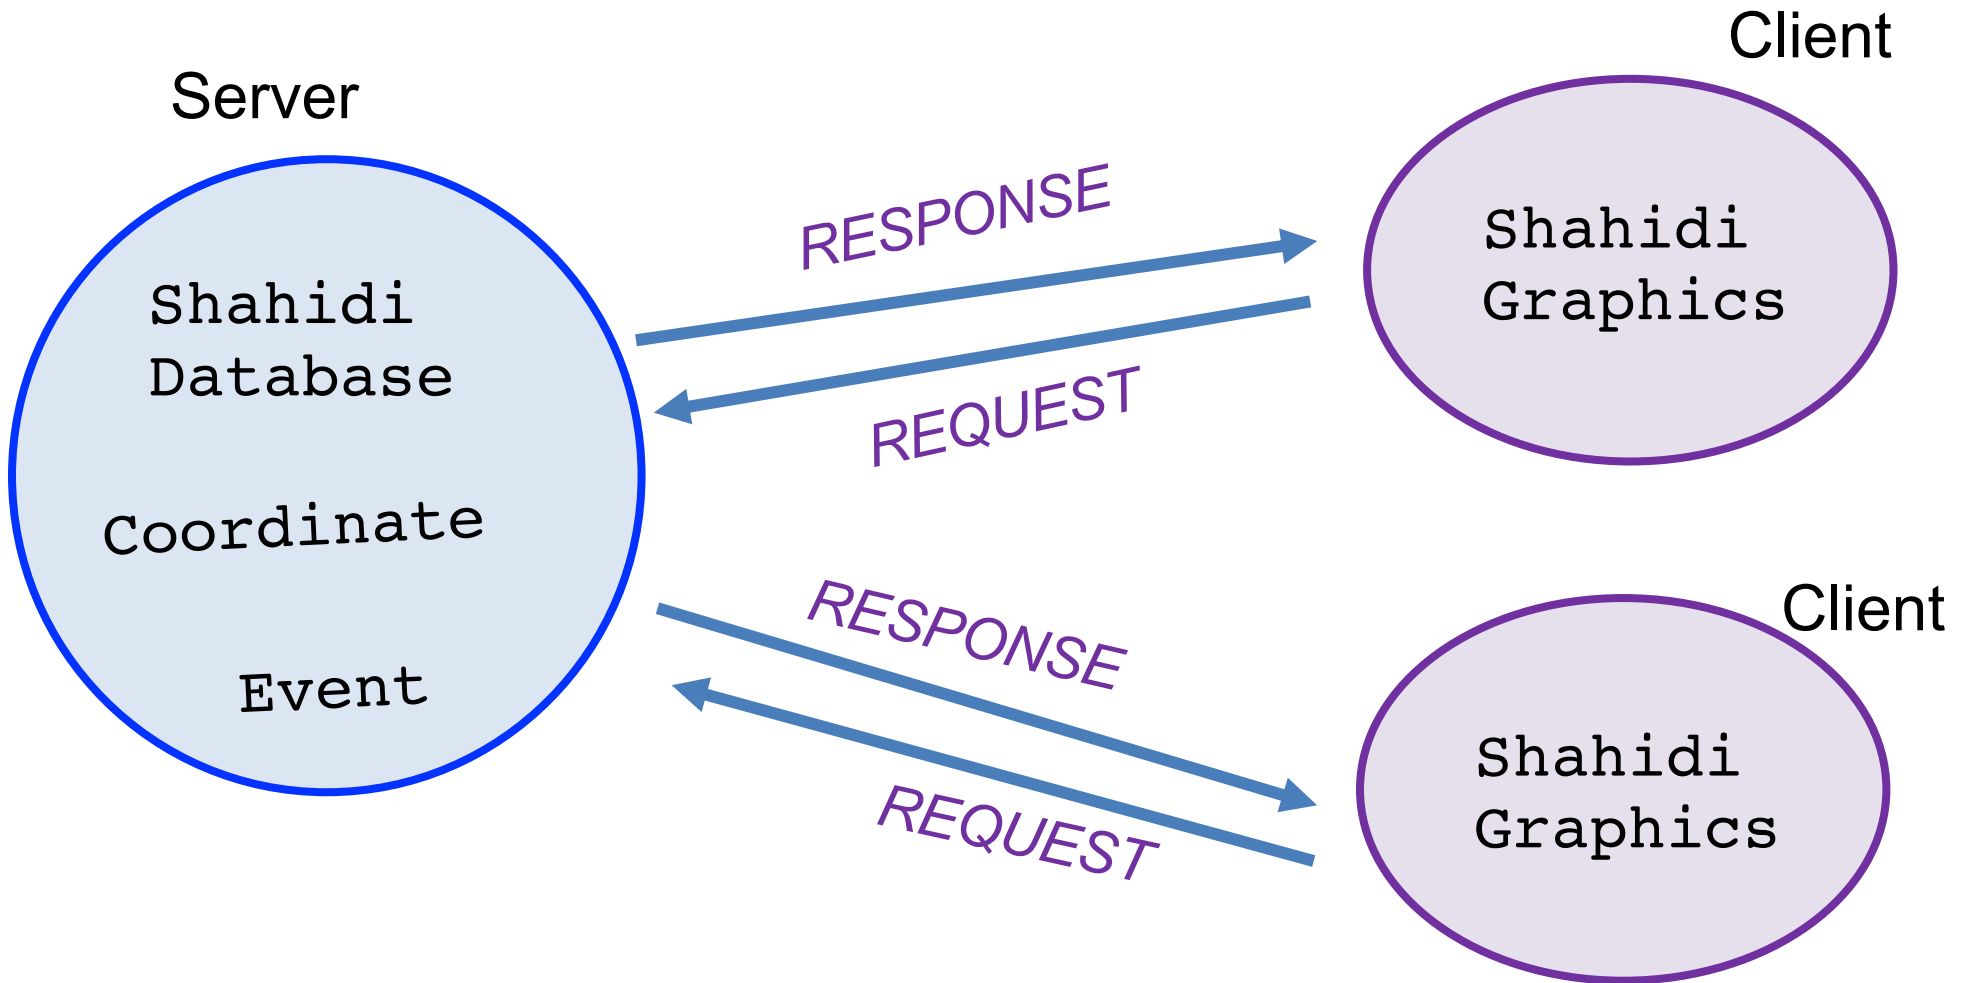 Client
Server
RESPONSE
Shahidi
Graphics
Shahidi
Database
REQUEST
Coordinate
RESPONSE
Client
Event
REQUEST
Shahidi
Graphics